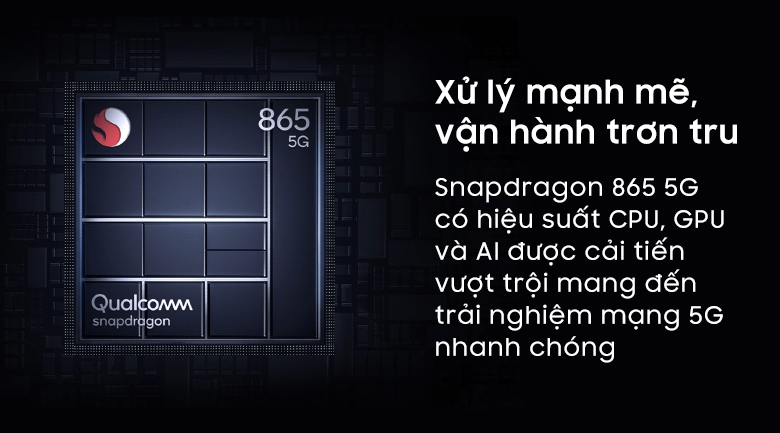 865
5G
Qualcomm
snapdragon
Xử lý mạnh mẽ,
vận hành trơn tru
Snapdragon 865 5G
có hiệu suất CPU, GPU
và AI được cải tiến
vượt trội mang đến
trải nghiệm mạng 5G
nhanh chóng